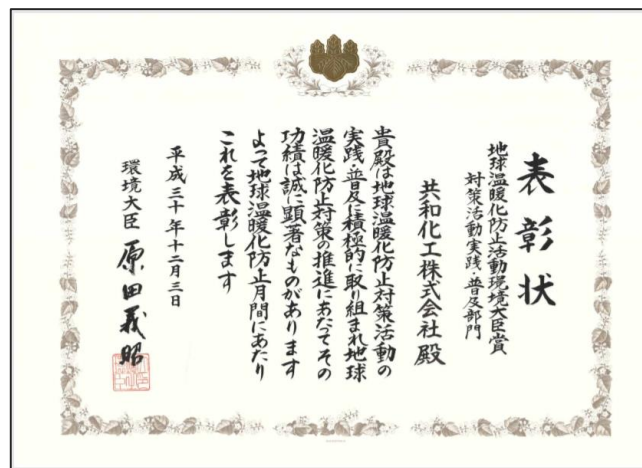 表彰状
地球温暖化防止活動環境大臣賞
対策活動実践・普及部門
共和化工株式会社 殿
貴殿は地球温暖化防止対策活動の
実践・普及に積極的に取り組まれ地球
温暖化防止対策の推進にあたてその
功績は誠に顕著なものがあります
よって地球温暖化防止月間にあたり
これを表彰します
平成三十年十二月三日
環境大臣 原田義昭